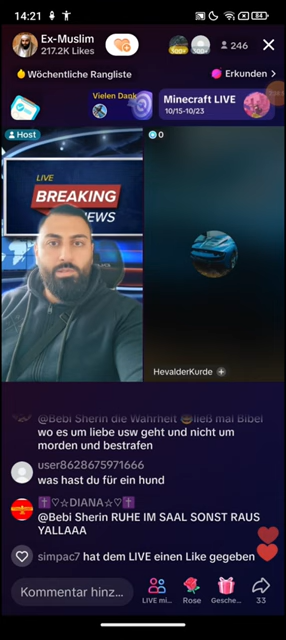 14:21
84
Ex-Muslim
217.2K Likes
246
Wöchentliche Rangliste
Erkunden >
Vielen Dank
Minecraft LIVE
10/15-10/23
Host
0
LIVE
BREAKING
NEWS
HevalderKurde +
@Bebi Sherin die Wahrheit 😂ließ mal Bibel
wo es um liebe usw geht und nicht um
morden und bestrafen
user8628675971666
was hast du für ein hund
✝️♡☆DIANA☆♡✝️
@Bebi Sherin RUHE IM SAAL SONST RAUS
YALLAAA
simpac7 hat dem LIVE einen Like gegeben
Kommentar hinz...
LIVE mi...
Rose
Gesche...
33